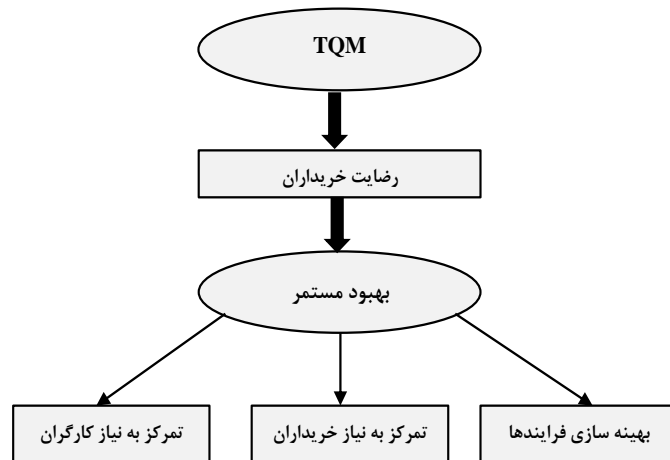 TQM
رضایت خریداران
بهبود مستمر
بهینه سازی فرایندها
تمرکز به نیاز خریداران
تمرکز به نیاز کارگران